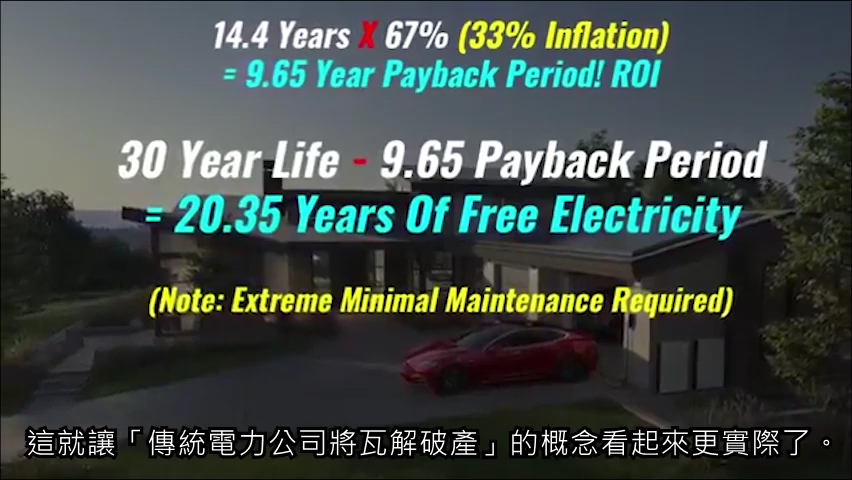 14.4 Years X 67% (33% Inflation)
= 9.65 Year Payback Period! ROI
30 Year Life - 9.65 Payback Period
= 20.35 Years Of Free Electricity
(Note: Extreme Minimal Maintenance Required)
這就讓「傳統電力公司將瓦解破產」的概念看起來更實際了。